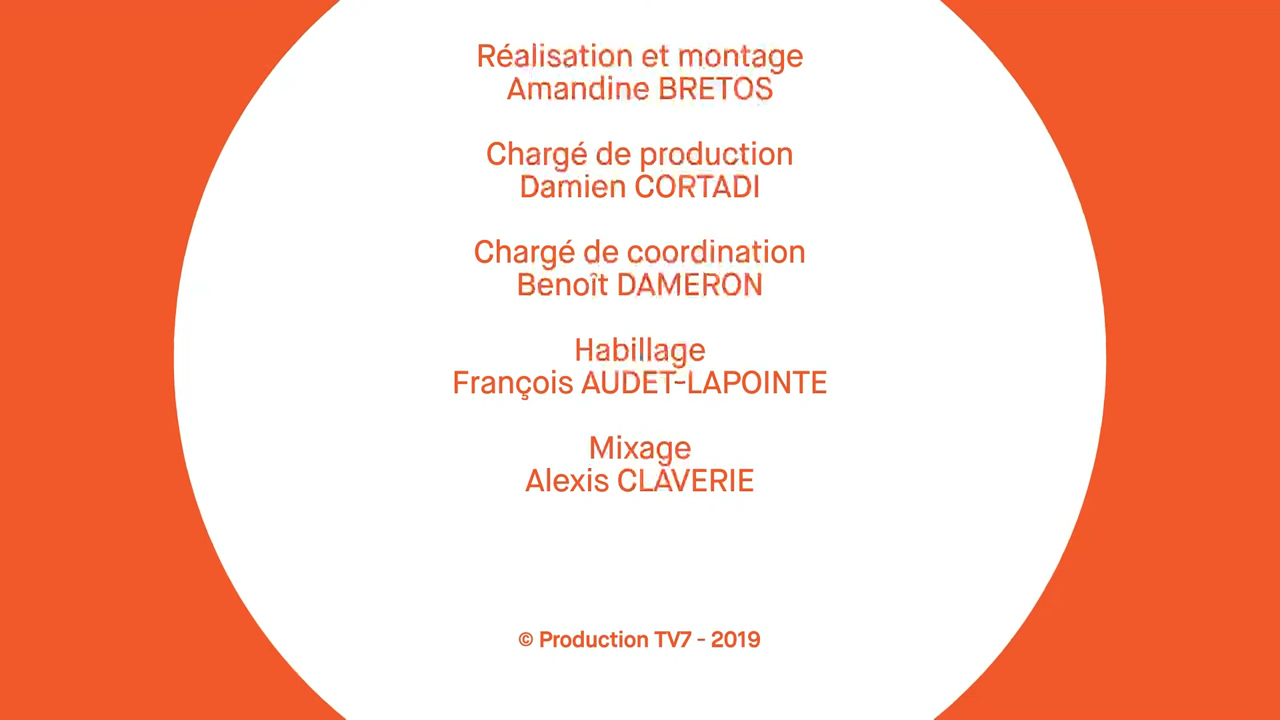 Réalisation et montage
Amandine BRETOS
Chargé de production
Damien CORTADI
Chargé de coordination
Benoît DAMERON
Habillage
François AUDET-LAPOINTE
Mixage
Alexis CLAVERIE
© Production TV7 - 2019